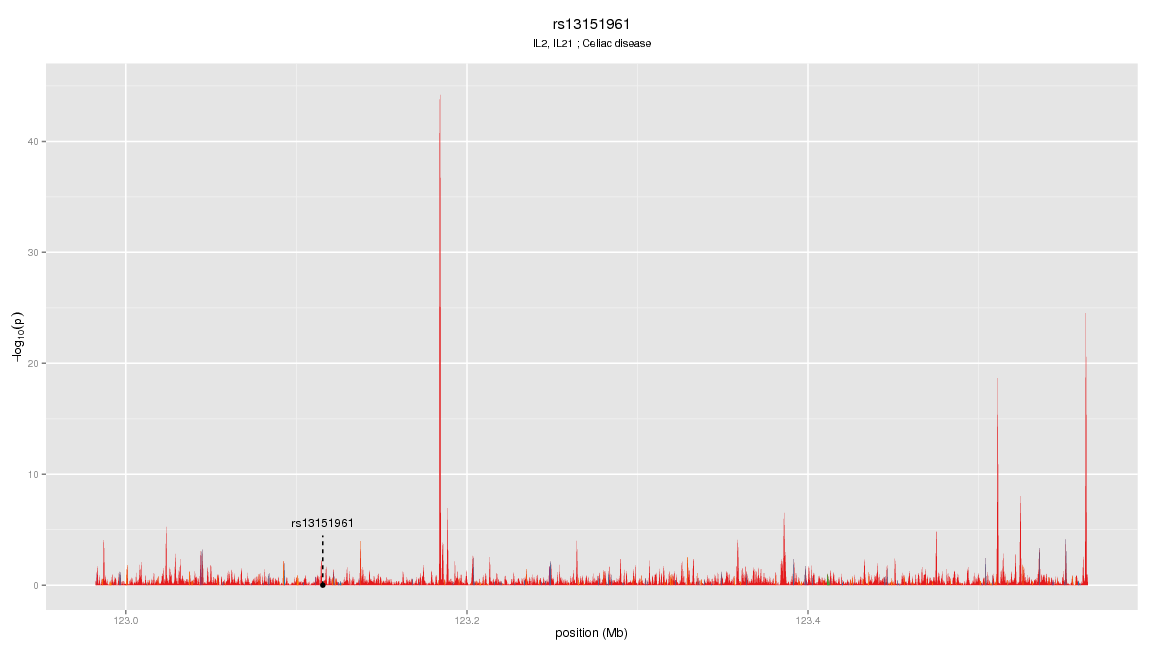 rs13151961
IL2, IL21 ; Celiac disease
40
30
20
10
0
-log10(p)
rs13151961
123.0
123.2
123.4
position (Mb)